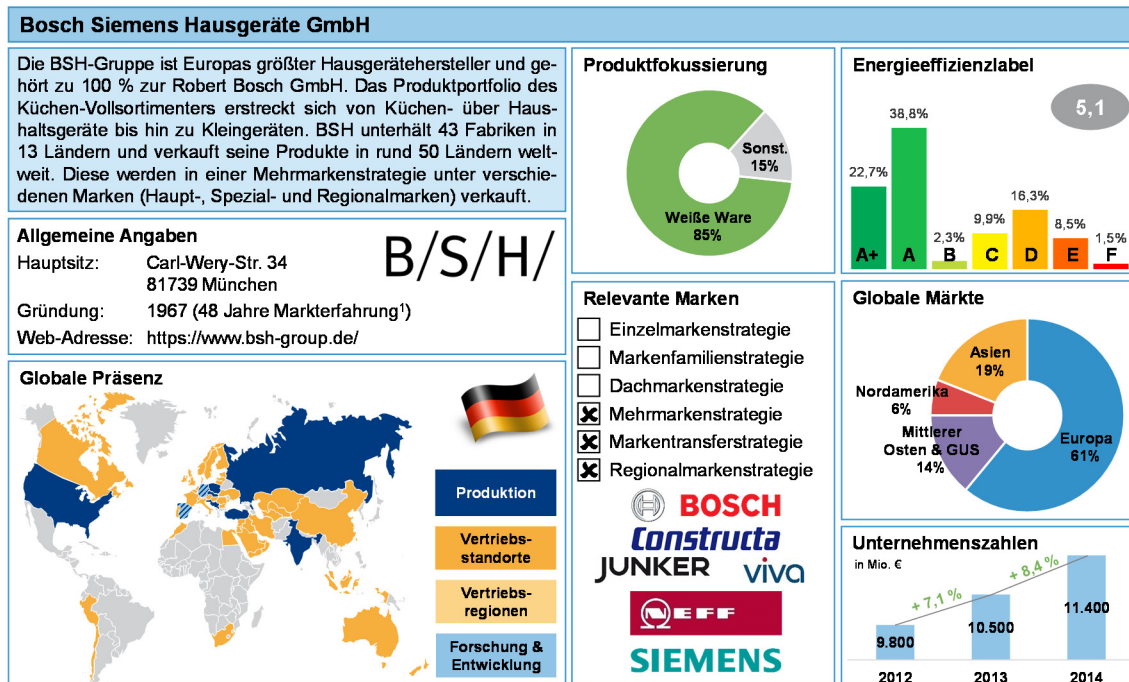 Bosch Siemens Hausgeräte GmbH
Die BSH-Gruppe ist Europas größter Hausgerätehersteller und ge-
hört zu 100 % zur Robert Bosch GmbH. Das Produktportfolio des
Küchen-Vollsortimenters erstreckt sich von Küchen- über Haus-
haltsgeräte bis hin zu Kleingeräten. BSH unterhält 43 Fabriken in
13 Ländern und verkauft seine Produkte in rund 50 Ländern welt-
weit. Diese werden in einer Mehrmarkenstrategie unter verschie-
denen Marken (Haupt-, Spezial- und Regionalmarken) verkauft.
Allgemeine Angaben
Hauptsitz: Carl-Wery-Str. 34
81739 München
Gründung: 1967 (48 Jahre Markterfahrung¹)
Web-Adresse: https://www.bsh-group.de/
B/S/H/
Globale Präsenz
Produktion
Vertriebs-
standorte
Vertriebs-
regionen
Forschung &
Entwicklung
Produktfokussierung
Sonst.
15%
Weiße Ware
85%
Relevante Marken
Einzelmarkenstrategie
Markenfamilienstrategie
Dachmarkenstrategie
Mehrmarkenstrategie
Markentransferstrategie
Regionalmarkenstrategie
BOSCH
Constructa
JUNKER viva
NEFF
SIEMENS
Energieeffizienzlabel
5,1
22,7% 38,8% 2,3% 9,9% 16,3% 8,5% 1,5%
A+ A B C D E F
Globale Märkte
Asien
19%
Nordamerika
6%
Mittlerer
Osten & GUS
14%
Europa
61%
Unternehmenszahlen
in Mio. €
+ 7,1 % + 8,4 %
9.800 10.500 11.400
2012 2013 2014